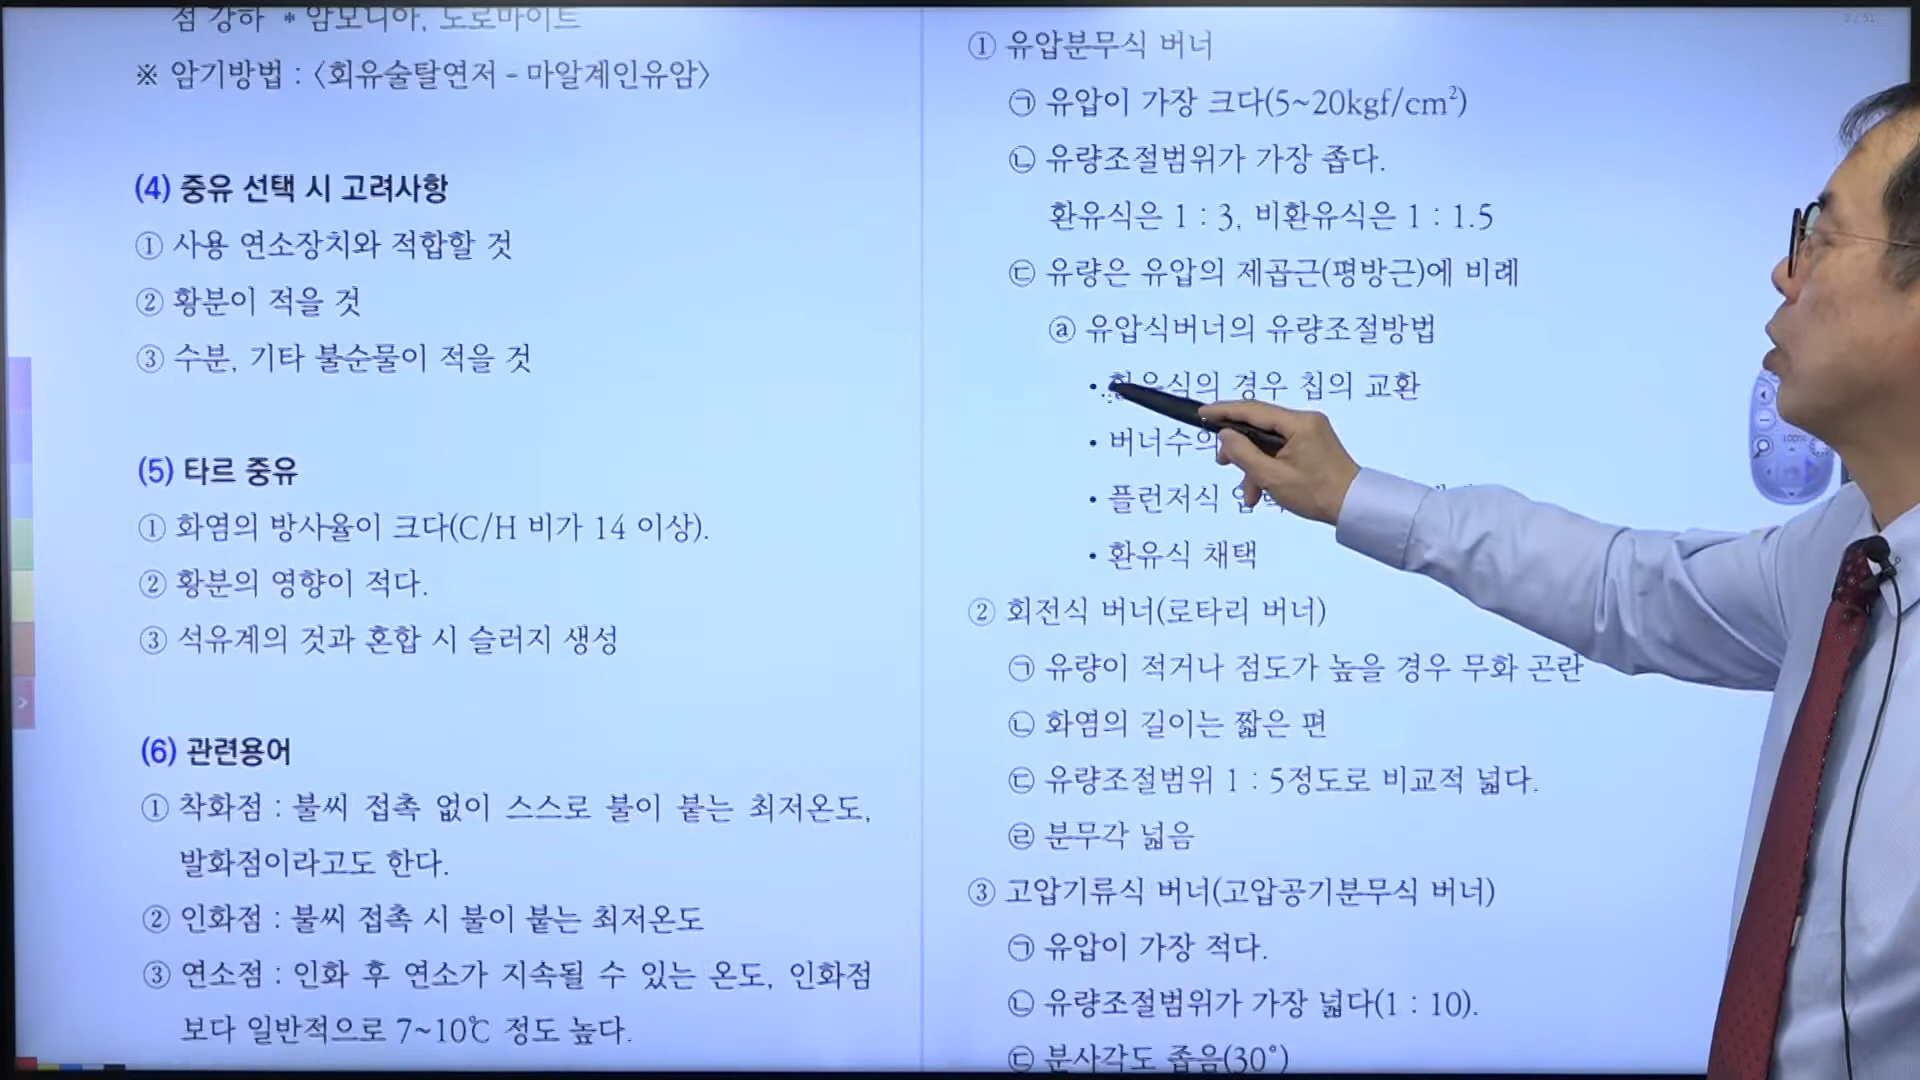 점 강하 * 암모니아, 도로마이트
※ 암기방법 : 〈회유술탈연저 - 마알계인유암〉
(4) 중유 선택 시 고려사항
① 사용 연소장치와 적합할 것
② 황분이 적을 것
③ 수분, 기타 불순물이 적을 것
(5) 타르 중유
① 화염의 방사율이 크다(C/H 비가 14 이상).
② 황분의 영향이 적다.
③ 석유계의 것과 혼합 시 슬러지 생성
(6) 관련용어
① 착화점 : 불씨 접촉 없이 스스로 불이 붙는 최저온도,
발화점이라고도 한다.
② 인화점 : 불씨 접촉 시 불이 붙는 최저온도
③ 연소점 : 인화 후 연소가 지속될 수 있는 온도, 인화점
보다 일반적으로 7~10℃ 정도 높다.
① 유압분무식 버너
㉠ 유압이 가장 크다(5~20kgf/cm²)
㉡ 유량조절범위가 가장 좁다.
환유식은 1 : 3, 비환유식은 1 : 1.5
㉢ 유량은 유압의 제곱근(평방근)에 비례
ⓐ 유압식버너의 유량조절방법
• 환유식의 경우 칩의 교환
• 버너수의
• 플런저식
• 환유식 채택
② 회전식 버너(로타리 버너)
㉠ 유량이 적거나 점도가 높을 경우 무화 곤란
㉡ 화염의 길이는 짧은 편
㉢ 유량조절범위 1 : 5정도로 비교적 넓다.
㉣ 분무각 넓음
③ 고압기류식 버너(고압공기분무식 버너)
㉠ 유압이 가장 적다.
㉡ 유량조절범위가 가장 넓다(1 : 10).
㉢ 분사각도 좁음(30°)